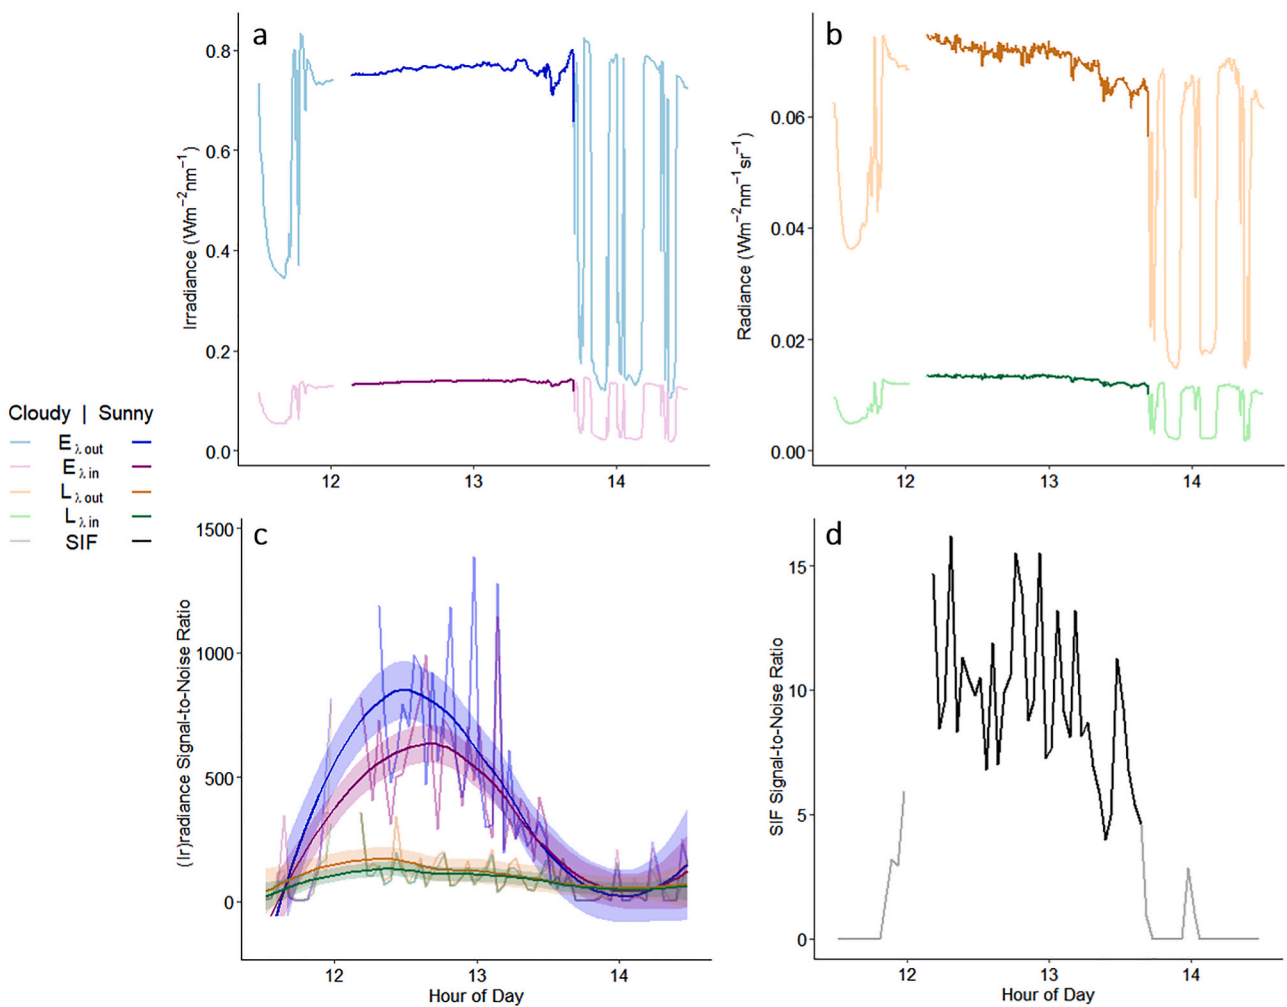 a
0.8
0.6
0.4
0.2
0.0
12
13
14
Irradiance (Wm−2nm−1)
b
0.06
0.04
0.02
0.00
12
13
14
Radiance (Wm−2nm−1sr−1)
Cloudy | Sunny
E λ out
E λ in
L λ out
L λ in
SIF
c
1500
1000
500
0
12
13
14
(Ir)radiance Signal-to-Noise Ratio
Hour of Day
d
15
10
5
0
12
13
14
SIF Signal-to-Noise Ratio
Hour of Day